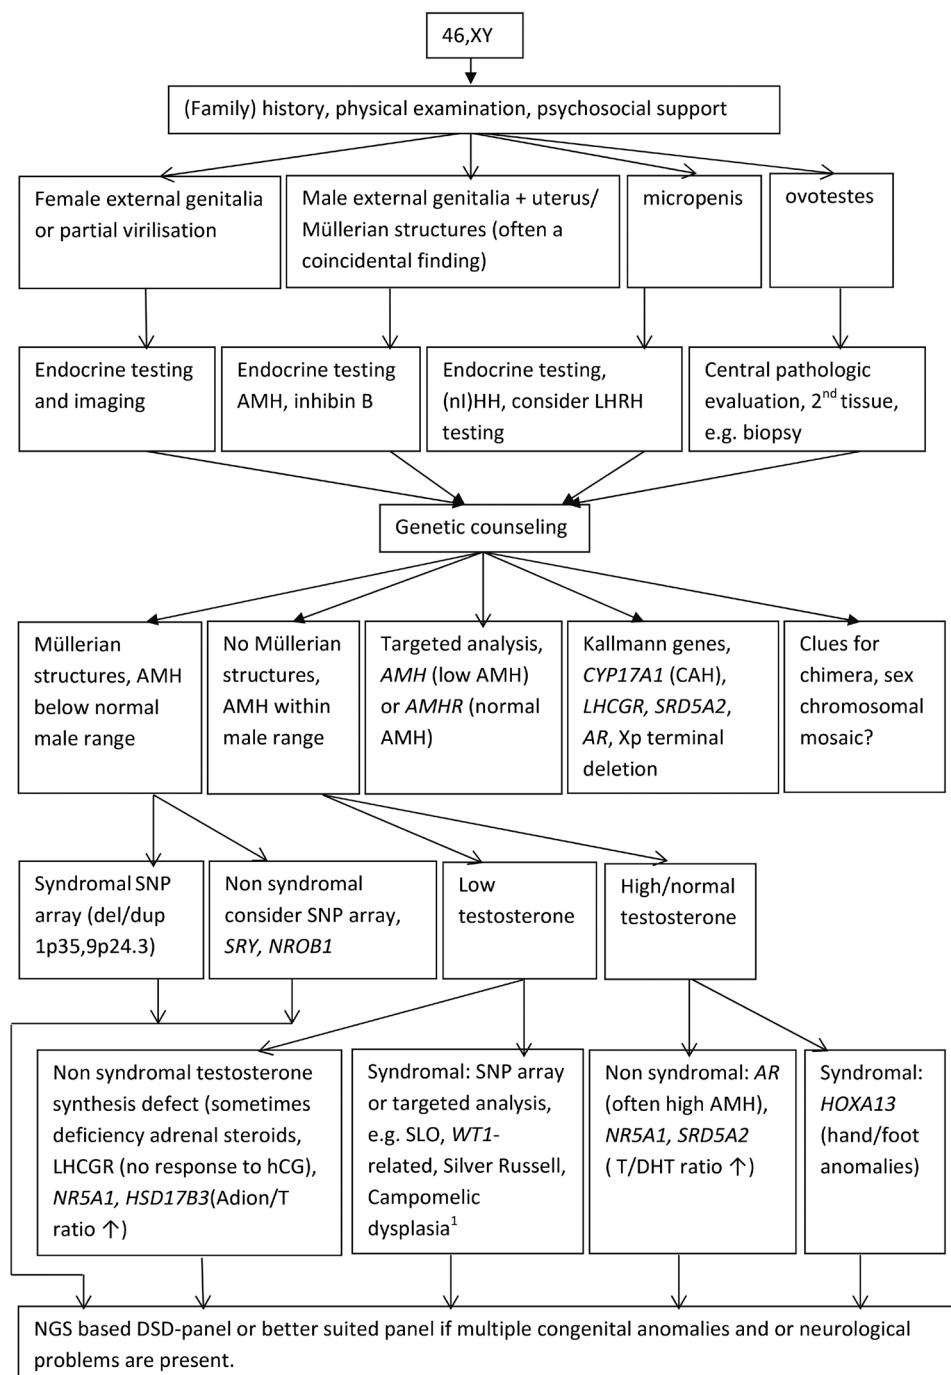 46,XY
(Family) history, physical examination, psychosocial support
Female external genitalia
or partial virilisation
Male external genitalia + uterus/
Müllerian structures (often a
coincidental finding)
micropenis
ovotestes
Endocrine testing
and imaging
Endocrine testing
AMH, inhibin B
Endocrine testing,
(nI)HH, consider LHRH
testing
Central pathologic
evaluation, 2nd tissue,
e.g. biopsy
Genetic counseling
Müllerian
structures, AMH
below normal
male range
No Müllerian
structures,
AMH within
male range
Targeted analysis,
AMH (low AMH)
or AMHR (normal
AMH)
Kallmann genes,
CYP17A1 (CAH),
LHCGR, SRD5A2,
AR, Xp terminal
deletion
Clues for
chimera, sex
chromosomal
mosaic?
Syndromal SNP
array (del/dup
1p35,9p24.3)
Non syndromal
consider SNP array,
SRY, NROB1
Low
testosterone
High/normal
testosterone
Non syndromal testosterone
synthesis defect (sometimes
deficiency adrenal steroids,
LHCGR (no response to hCG),
NR5A1, HSD17B3(Adion/T
ratio ↑)
Syndromal: SNP array
or targeted analysis,
e.g. SLO, WT1-
related, Silver Russell,
Campomelic
dysplasia1
Non syndromal: AR
(often high AMH),
NR5A1, SRD5A2
( T/DHT ratio ↑)
Syndromal:
HOXA13
(hand/foot
anomalies)
NGS based DSD-panel or better suited panel if multiple congenital anomalies and or neurological
problems are present.